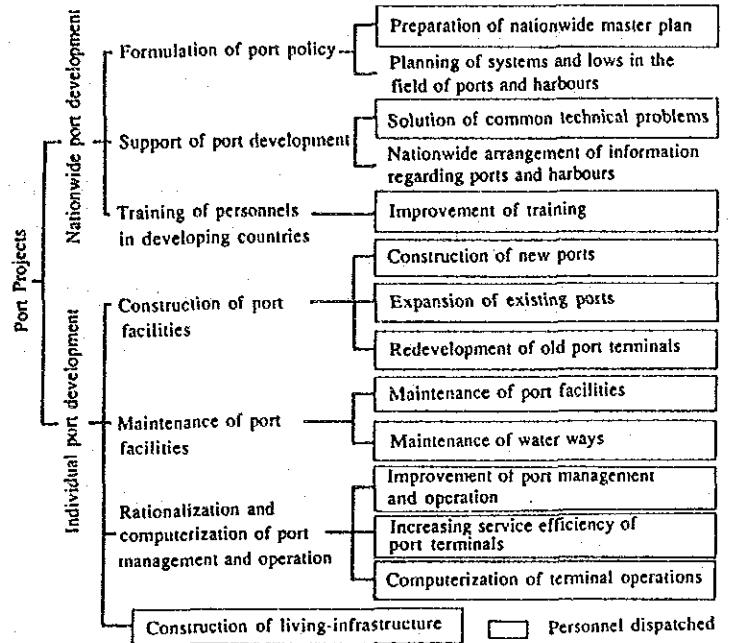 Port Projects
Nationwide port development
Formulation of port policy
Preparation of nationwide master plan
Planning of systems and lows in the
field of ports and harbours
Support of port development
Solution of common technical problems
Nationwide arrangement of information
regarding ports and harbours
Training of personnels
in developing countries
Improvement of training
Individual port development
Construction of port
facilities
Construction of new ports
Expansion of existing ports
Redevelopment of old port terminals
Maintenance of port
facilities
Maintenance of port facilities
Maintenance of water ways
Rationalization and
computerization of port
management and operation
Improvement of port management
and operation
Increasing service efficiency of
port terminals
Computerization of terminal operations
Construction of living-infrastructure
Personnel dispatched